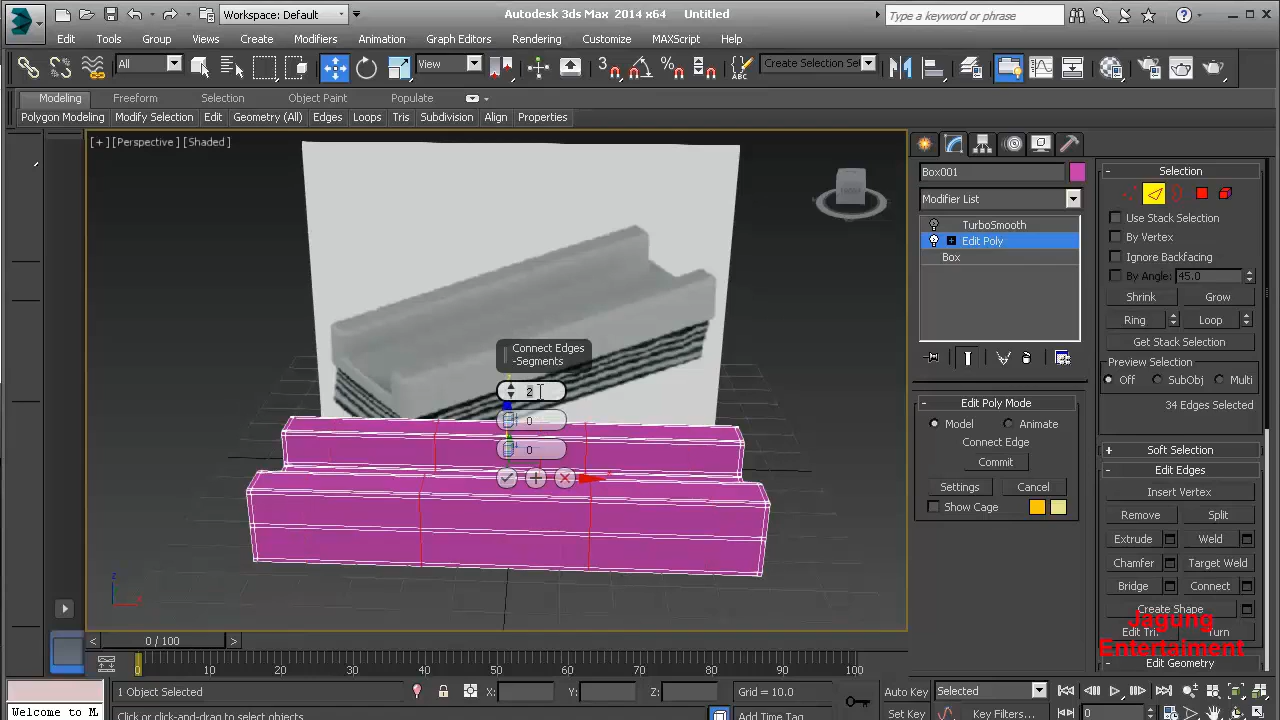 Workspace: Default
Autodesk 3ds Max 2014 x64
Untitled
Type a keyword or phrase
Edit
Tools
Group
Views
Create
Modifiers
Animation
Graph Editors
Rendering
Customize
MAXScript
Help
All
View
3
Create Selection Set
Modeling
Freeform
Selection
Object Paint
Populate
Polygon Modeling
Modify Selection
Edit
Geometry (All)
Edges
Loops
Tris
Subdivision
Align
Properties
[+] [Perspective] [Shaded]
Connect Edges
-Segments
2
0
0
z
x
Box001
Modifier List
TurboSmooth
Edit Poly
Box
Edit Poly Mode
Model
Animate
Connect Edge
Commit
Settings
Cancel
Show Cage
Selection
Use Stack Selection
By Vertex
Ignore Backfacing
By Angle: 45.0
Shrink
Grow
Ring
Loop
Get Stack Selection
Preview Selection
Off
SubObj
Multi
34 Edges Selected
Soft Selection
Edit Edges
Insert Vertex
Remove
Split
Extrude
Weld
Chamfer
Target Weld
Bridge
Connect
Create Shape
Edit Tri.
Turn
Jagung
Entertaiment
Edit Geometry
0 / 100
0
10
20
30
40
50
60
70
80
90
100
1 Object Selected
X:
Y:
Z:
Grid = 10.0
Auto Key
Selected
Welcome to M
Click or click-and-drag to select objects
Add Time Tag
Set Key
Key Filters...
0